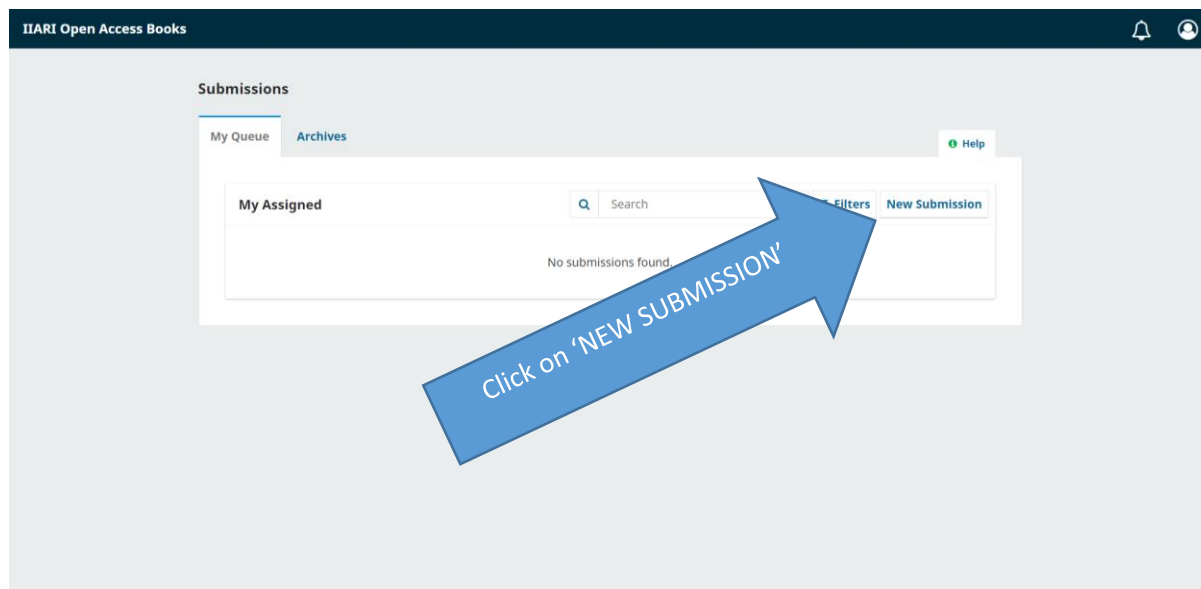 IIARI Open Access Books
Submissions
My Queue Archives
Help
My Assigned Search Filters New Submission
No submissions found.
Click on ‘NEW SUBMISSION’